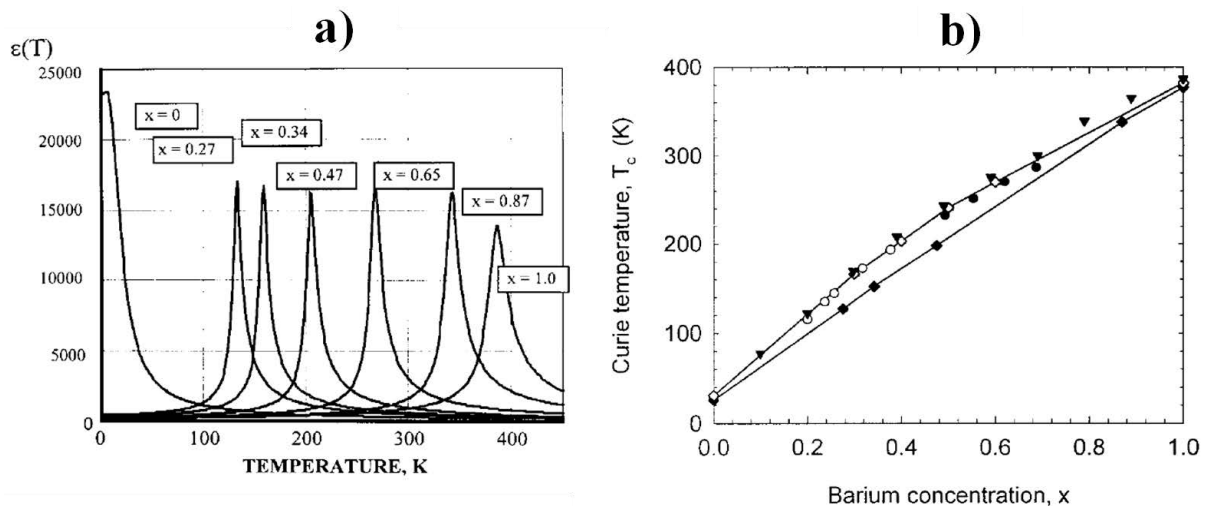 a)
ε(T)
25000
20000
15000
10000
5000
0
x = 0
x = 0.27
x = 0.34
x = 0.47
x = 0.65
x = 0.87
x = 1.0
0 100 200 300 400
TEMPERATURE, K
b)
Curie temperature, T_c (K)
400
300
200
100
0
0.0 0.2 0.4 0.6 0.8 1.0
Barium concentration, x